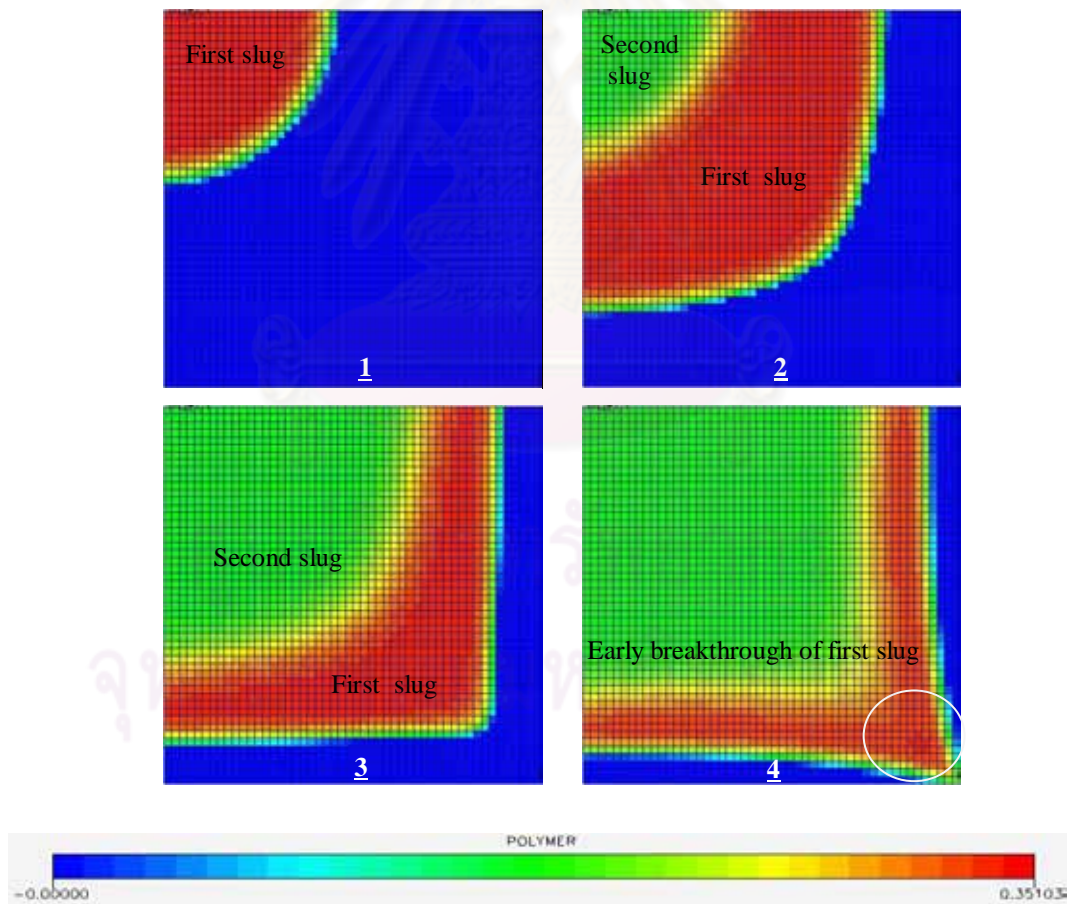 First slug
1
Second
slug
First slug
2
Second slug
First slug
3
Early breakthrough of first slug
4
POLYMER
-0.00000
0.35103